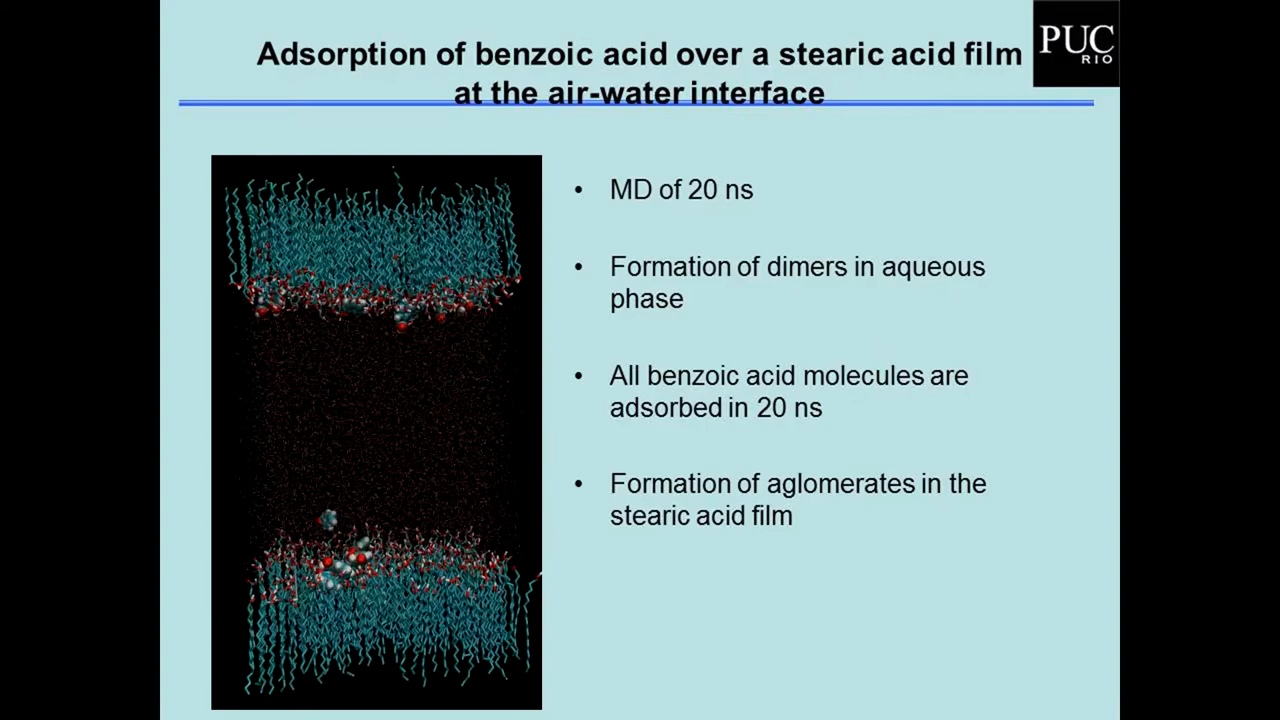 Adsorption of benzoic acid over a stearic acid film
at the air-water interface
PUC
RIO
• MD of 20 ns
• Formation of dimers in aqueous
phase
• All benzoic acid molecules are
adsorbed in 20 ns
• Formation of aglomerates in the
stearic acid film